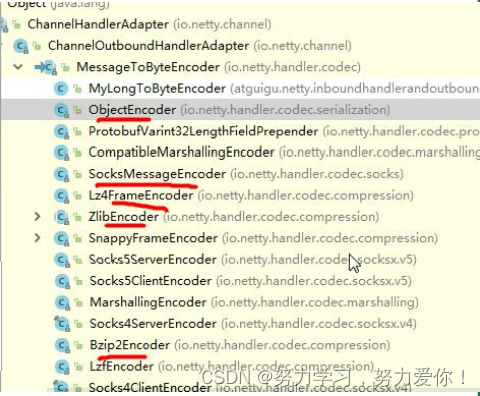 Object (java.lang)
ChannelHandlerAdapter (io.netty.channel)
ChannelOutboundHandlerAdapter (io.netty.channel)
MessageToByteEncoder (io.netty.handler.codec)
MyLongToByteEncoder (atguigu.netty.inboundhandlerandoutboun
ObjectEncoder (io.netty.handler.codec.serialization)
ProtobufVarint32LengthFieldPrepender (io.netty.handler.codec.pro
CompatibleMarshallingEncoder (io.netty.handler.codec.marshalling
SocksMessageEncoder (io.netty.handler.codec.socks)
Lz4FrameEncoder (io.netty.handler.codec.compression)
ZlibEncoder (io.netty.handler.codec.compression)
SnappyFrameEncoder (io.netty.handler.codec.compression)
Socks5ServerEncoder (io.netty.handler.codec.socksx.v5)
Socks5ClientEncoder (io.netty.handler.codec.socksx.v5)
MarshallingEncoder (io.netty.handler.codec.marshalling)
Socks4ServerEncoder (io.netty.handler.codec.socksx.v4)
Bzip2Encoder (io.netty.handler.codec.compression)
LzfEncoder (io.netty.handler.codec.compression)
Socks4ClientEncoder (io.netty.handler.codec.socksx.v4)
CSDN @努力学习，努力爱你！